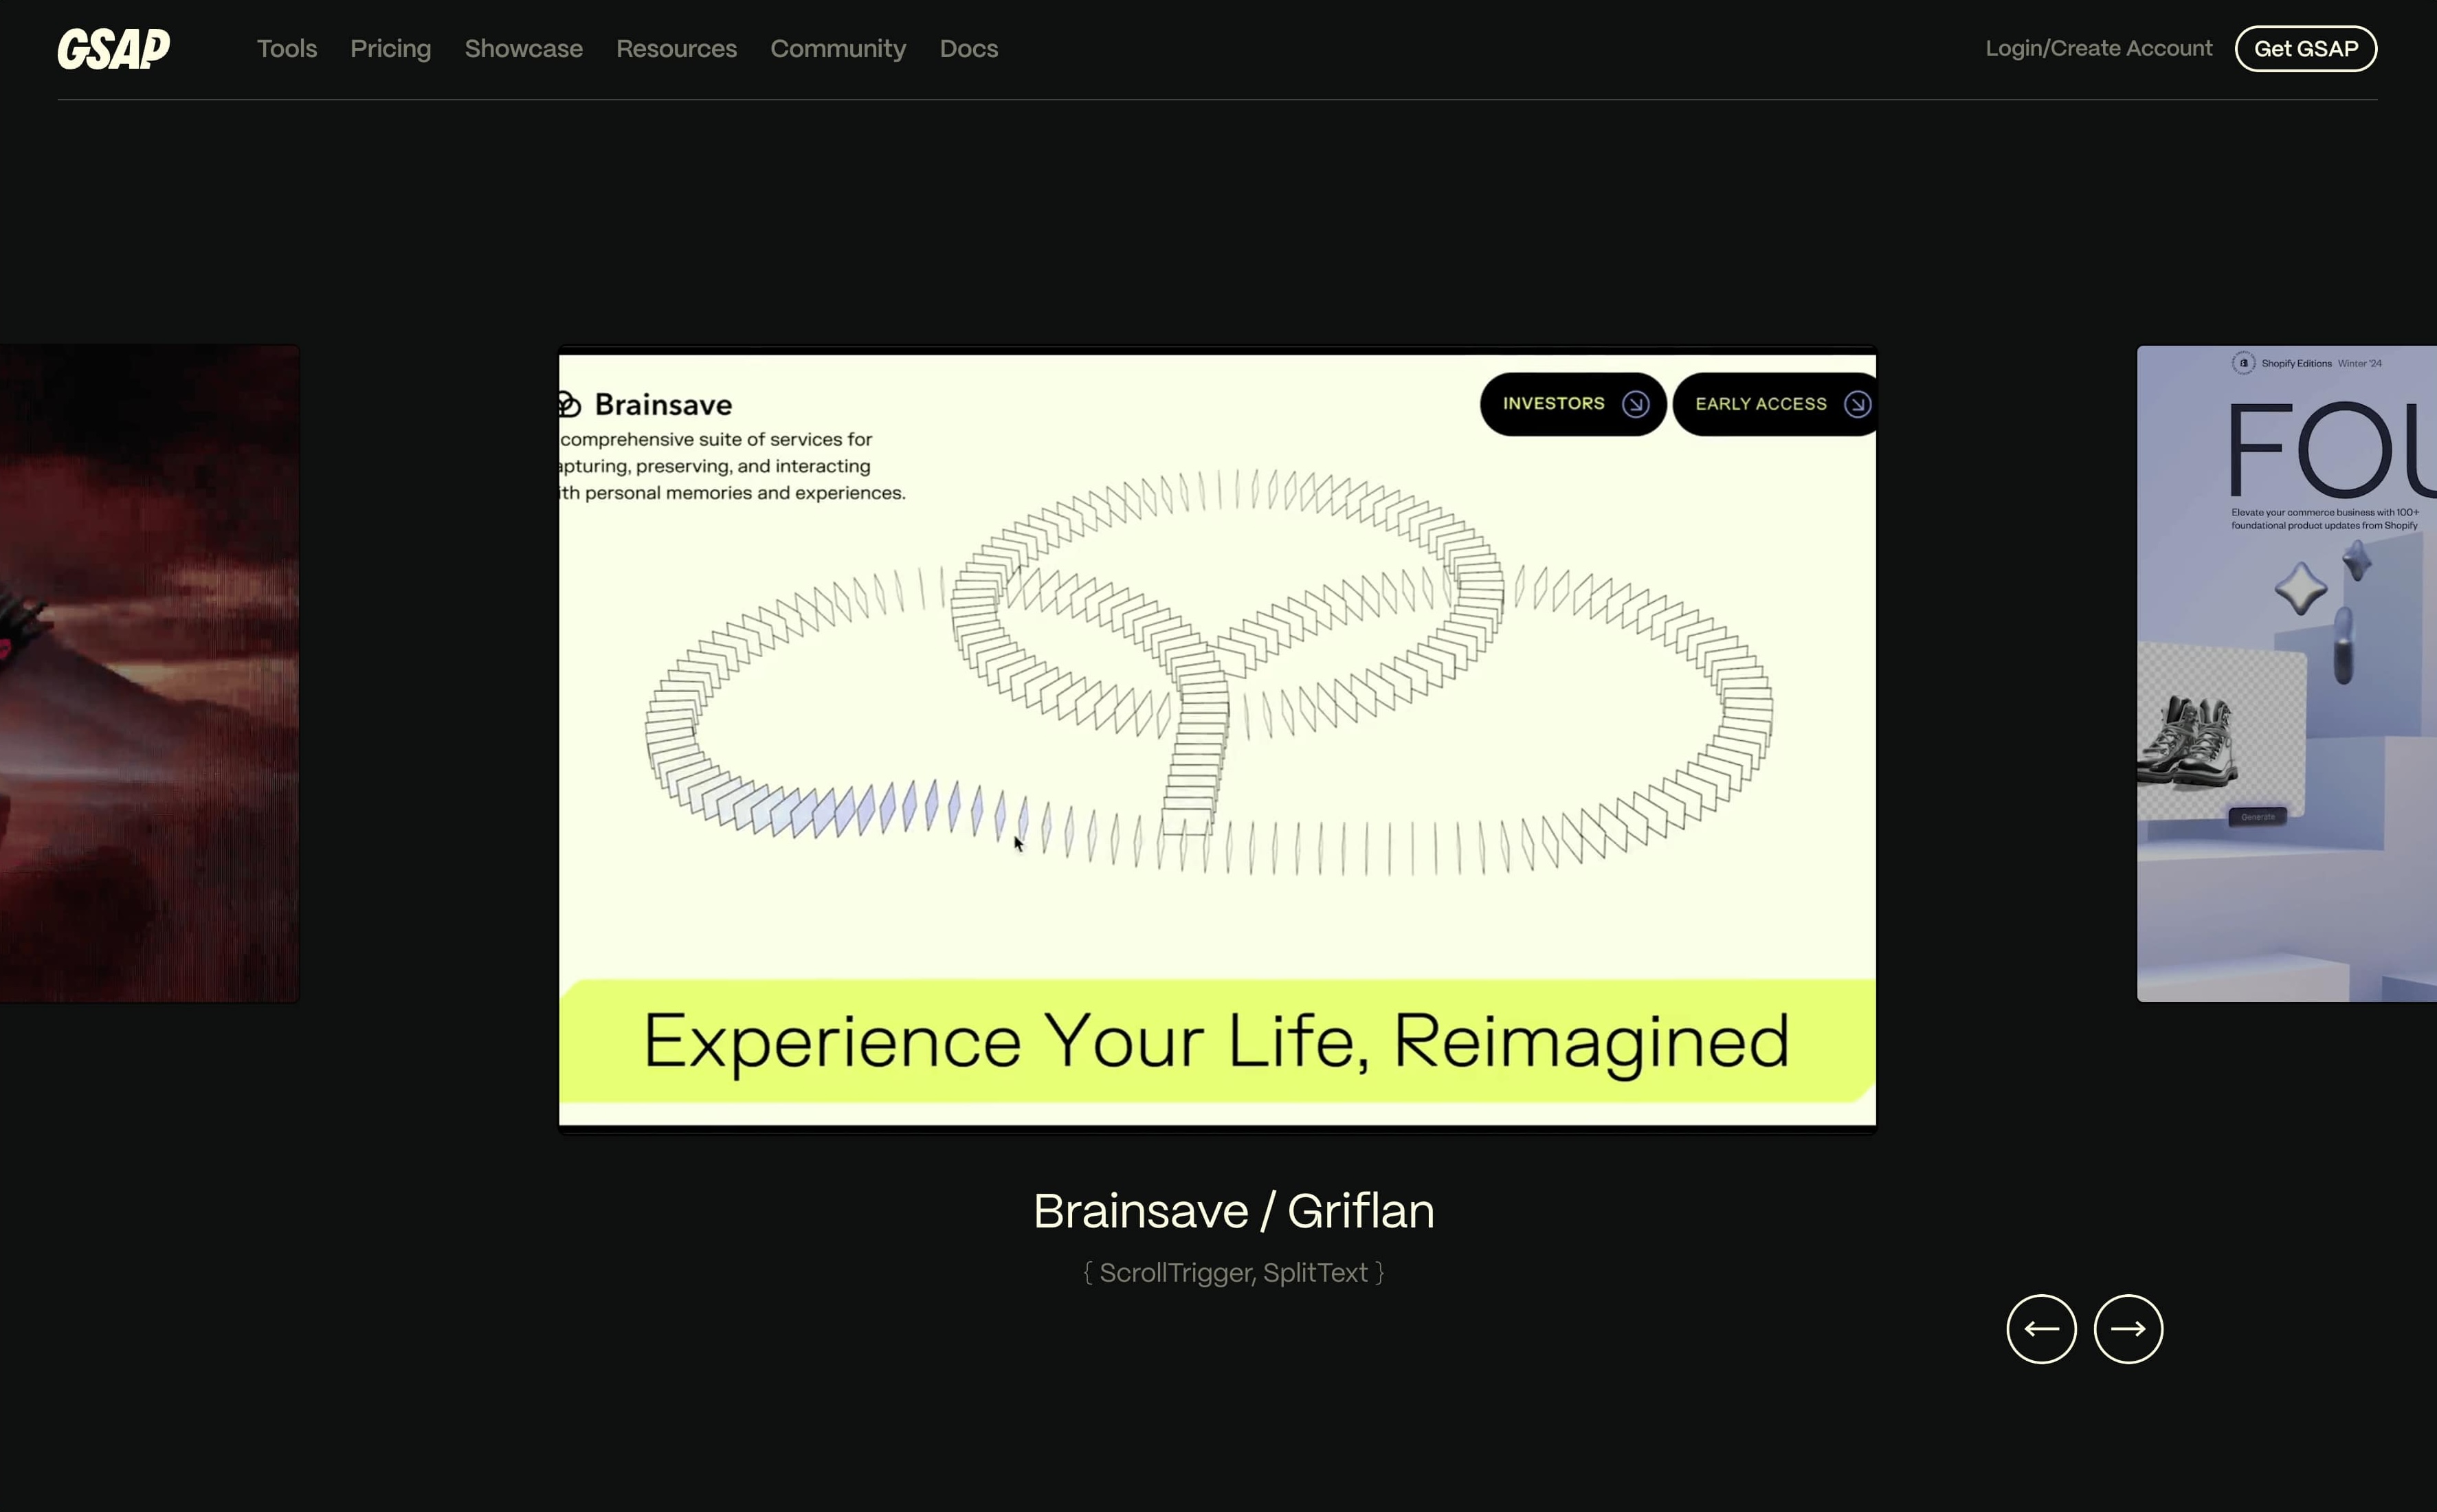 GSAP
Tools
Pricing
Showcase
Resources
Community
Docs
Login/Create Account
Get GSAP
Brainsave
comprehensive suite of services for
apturing, preserving, and interacting
ith personal memories and experiences.
INVESTORS
EARLY ACCESS
Experience Your Life, Reimagined
Shopify Editions Winter '24
FOU
Elevate your commerce business with 100+
foundational product updates from Shopify
Generate
Brainsave / Griflan
{ ScrollTrigger, SplitText }